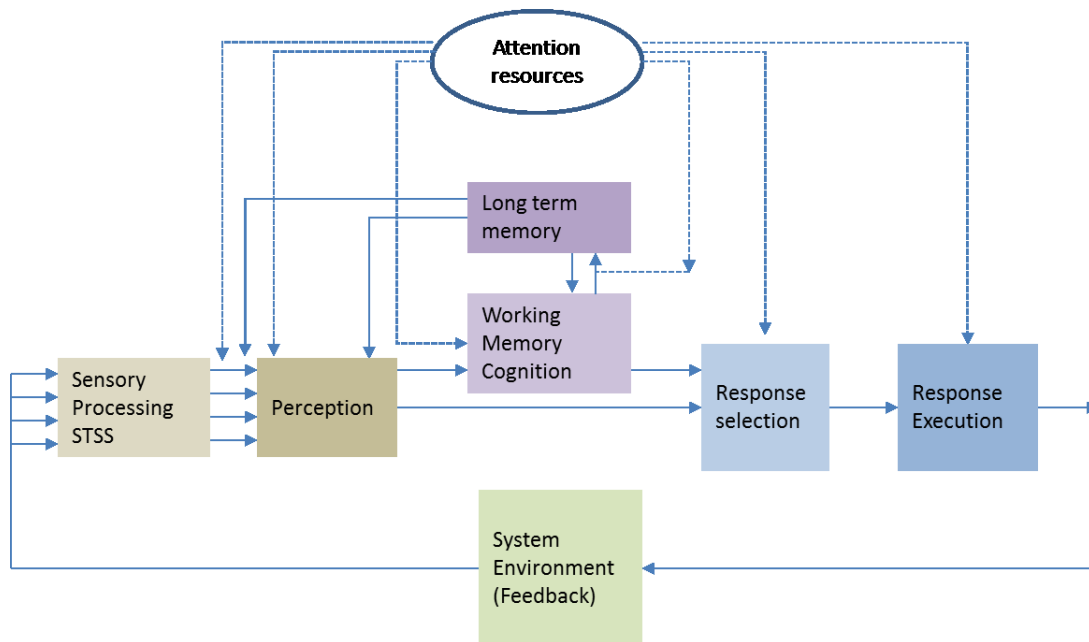 Attention
resources
Long term
memory
Working
Memory
Cognition
Sensory
Processing
STSS
Perception
Response
selection
Response
Execution
System
Environment
(Feedback)